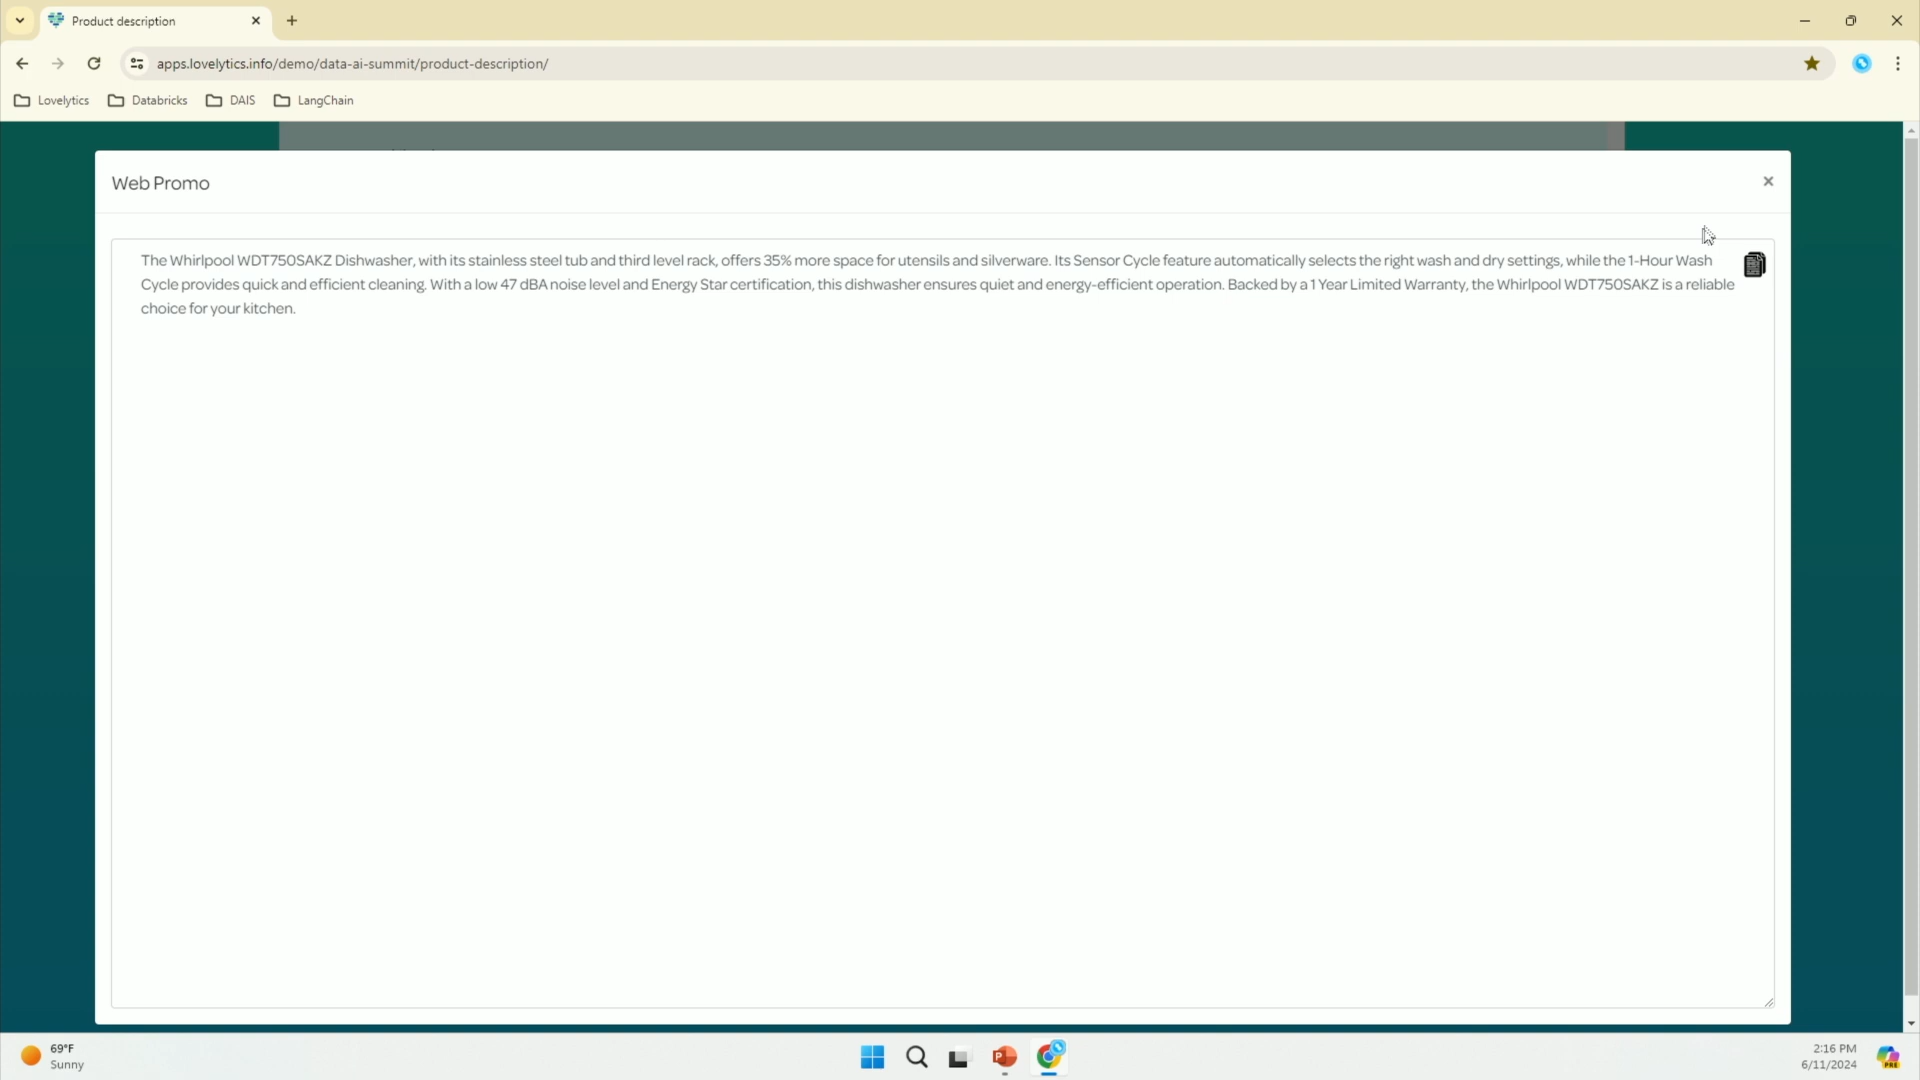 Product description
apps.lovelytics.info/demo/data-ai-summit/product-description/
Lovelytics
Databricks
DAIS
LangChain
Web Promo
The Whirlpool WDT750SAKZ Dishwasher, with its stainless steel tub and third level rack, offers 35% more space for utensils and silverware. Its Sensor Cycle feature automatically selects the right wash and dry settings, while the 1-Hour Wash
Cycle provides quick and efficient cleaning. With a low 47 dBA noise level and Energy Star certification, this dishwasher ensures quiet and energy-efficient operation. Backed by a 1 Year Limited Warranty, the Whirlpool WDT750SAKZ is a reliable
choice for your kitchen.
69°F
Sunny
P
2:16 PM
6/11/2024
PRE